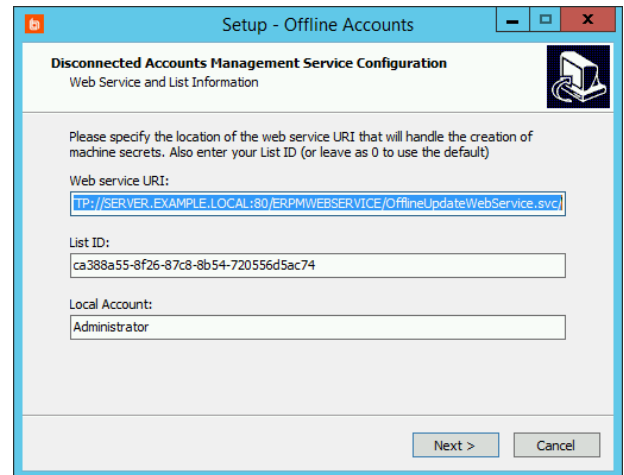 Setup - Offline Accounts
Disconnected Accounts Management Service Configuration
Web Service and List Information
Please specify the location of the web service URI that will handle the creation of
machine secrets. Also enter your List ID (or leave as 0 to use the default)
Web service URI:
TP://SERVER.EXAMPLE.LOCAL:80/ERPMWEBSERVICE/OfflineUpdateWebService.svc/
List ID:
ca388a55-8f26-87c8-8b54-720556d5ac74
Local Account:
Administrator
Next > Cancel